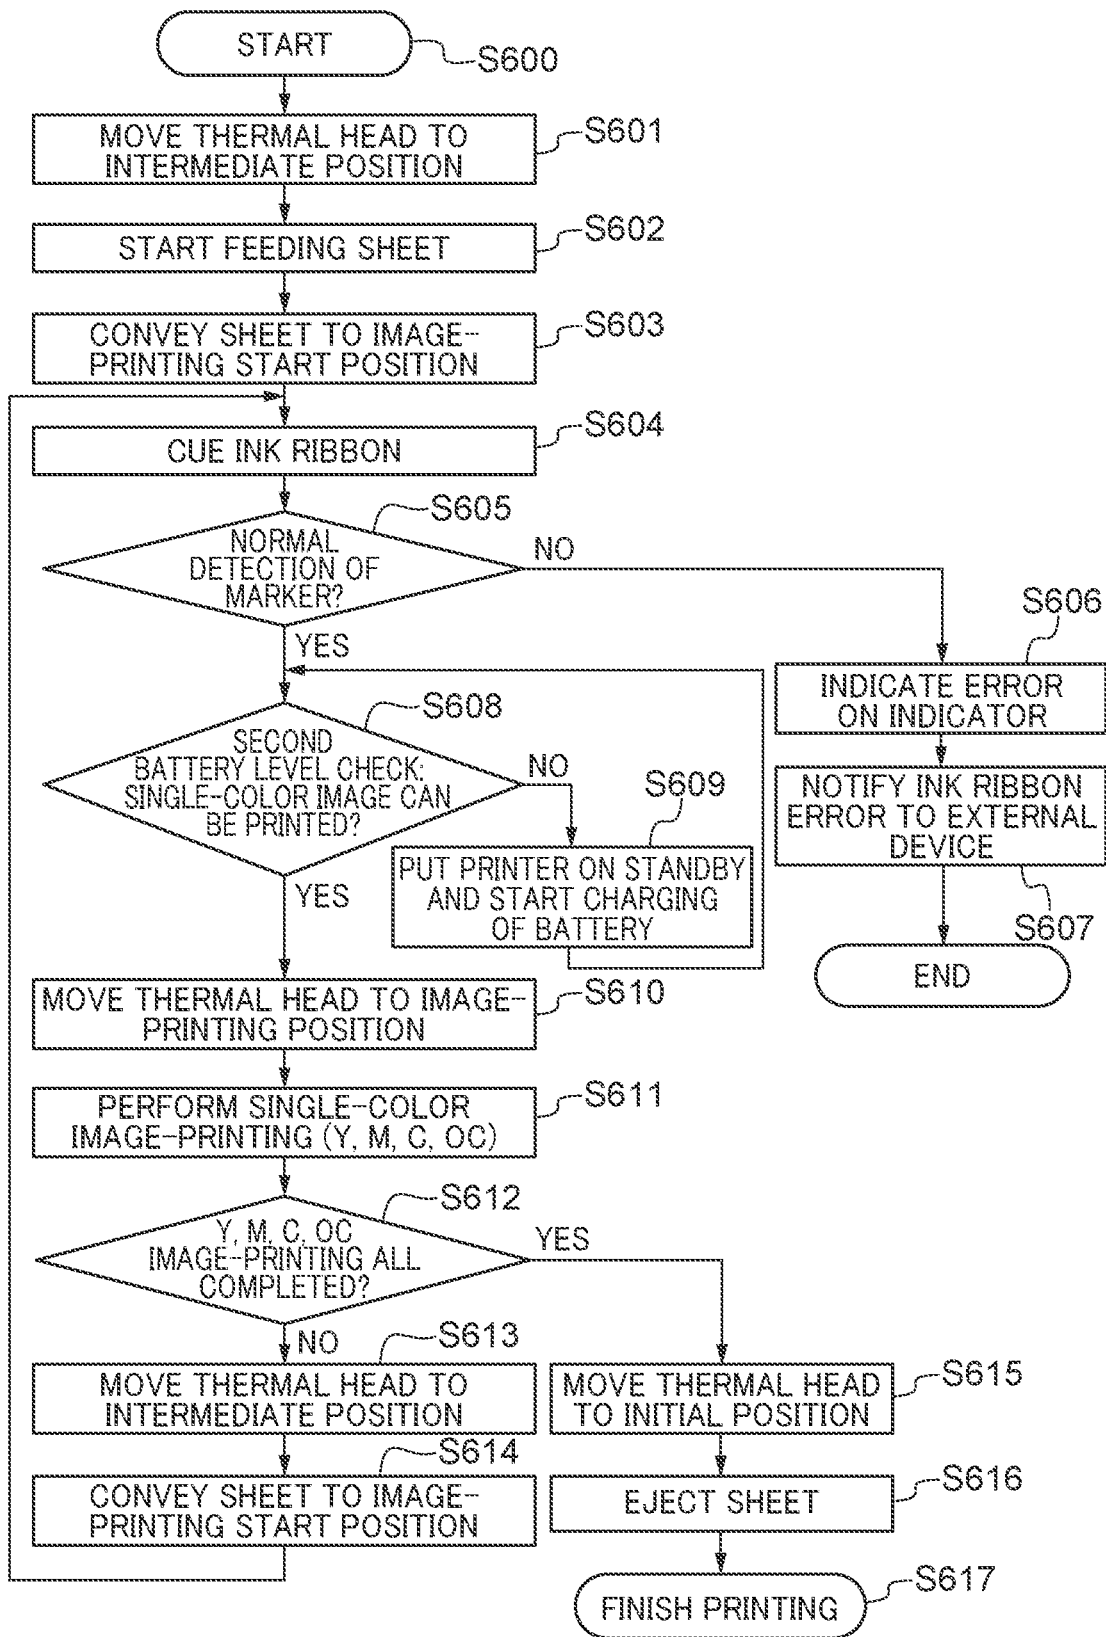 START
S600
MOVE THERMAL HEAD TO
INTERMEDIATE POSITION
S601
START FEEDING SHEET
S602
CONVEY SHEET TO IMAGE-
PRINTING START POSITION
S603
CUE INK RIBBON
S604
NORMAL
DETECTION OF
MARKER?
S605
NO
YES
S606
INDICATE ERROR
ON INDICATOR
NOTIFY INK RIBBON
ERROR TO EXTERNAL
DEVICE
S607
END
SECOND
BATTERY LEVEL CHECK:
SINGLE-COLOR IMAGE CAN
BE PRINTED?
S608
NO
YES
S609
PUT PRINTER ON STANDBY
AND START CHARGING
OF BATTERY
MOVE THERMAL HEAD TO IMAGE-
PRINTING POSITION
S610
PERFORM SINGLE-COLOR
IMAGE-PRINTING (Y, M, C, OC)
S611
Y, M, C, OC
IMAGE-PRINTING ALL
COMPLETED?
S612
YES
NO
S613
MOVE THERMAL HEAD TO
INTERMEDIATE POSITION
S614
CONVEY SHEET TO IMAGE-
PRINTING START POSITION
MOVE THERMAL HEAD
TO INITIAL POSITION
S615
EJECT SHEET
S616
FINISH PRINTING
S617